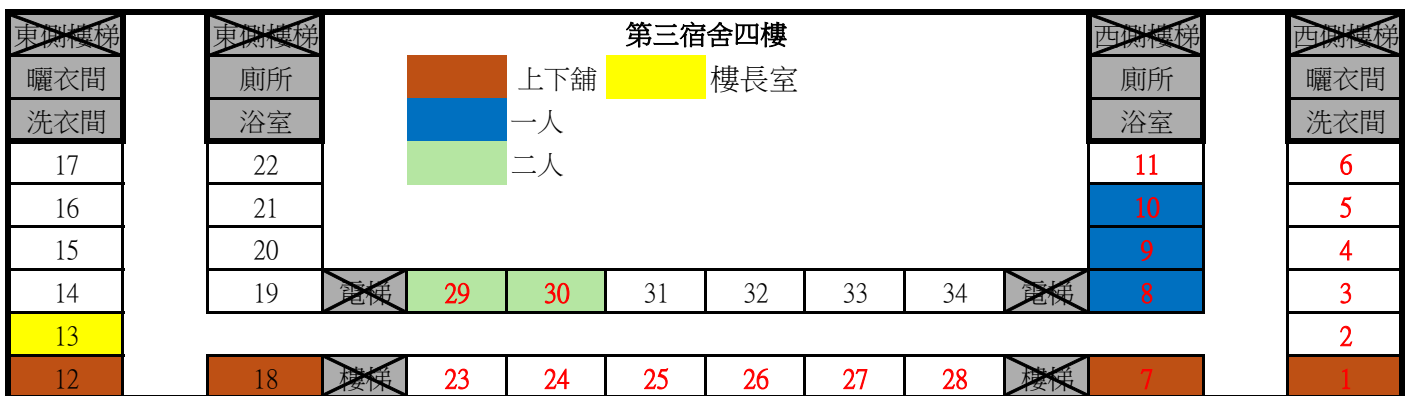 東側樓梯 東側樓梯 第三宿舍四樓 西側樓梯 西側樓梯
曬衣間 廁所 上下舖 樓長室 廁所 曬衣間
洗衣間 浴室 一人 浴室 洗衣間
17 22 二人 11 6
16 21 10 5
15 20 9 4
14 19 電梯 29 30 31 32 33 34 電梯 8 3
13 2
12 18 樓梯 23 24 25 26 27 28 樓梯 7 1